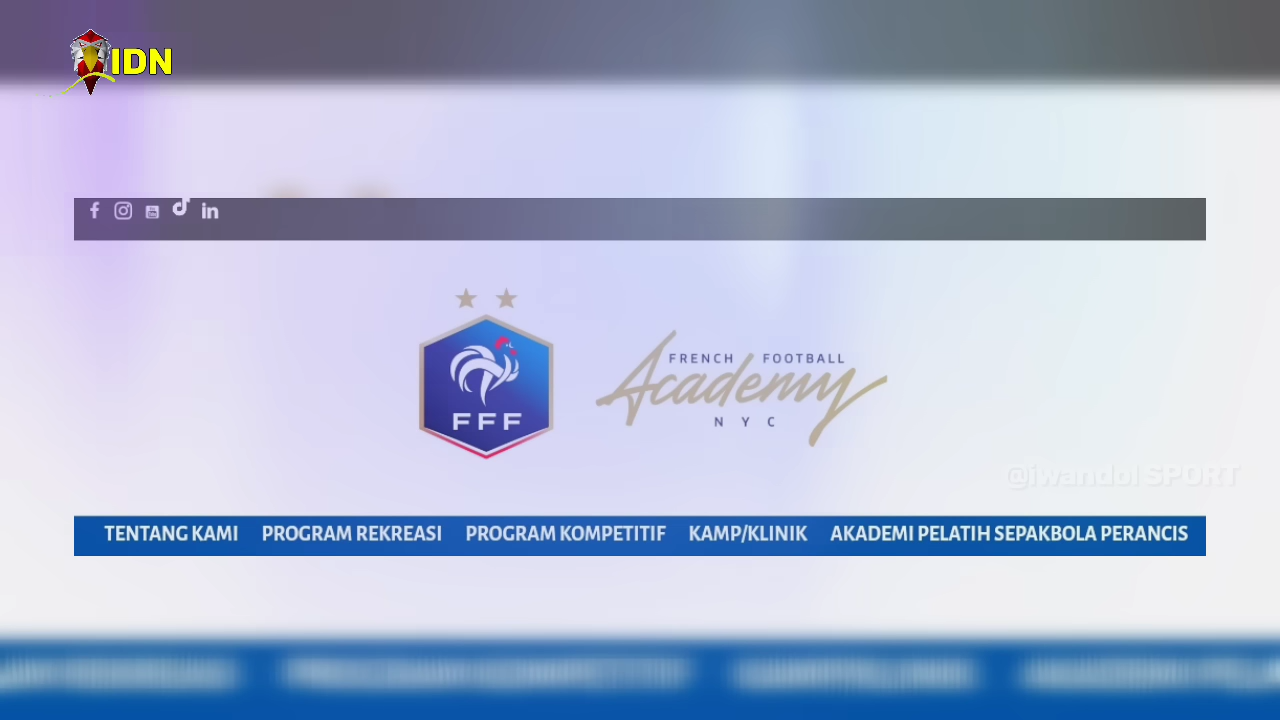 IDN
FFF
FRENCH FOOTBALL
Academy
NYC
@iwandol SPORT
TENTANG KAMI PROGRAM REKREASI PROGRAM KOMPETITIF KAMP/KLINIK AKADEMI PELATIH SEPAKBOLA PERANCIS